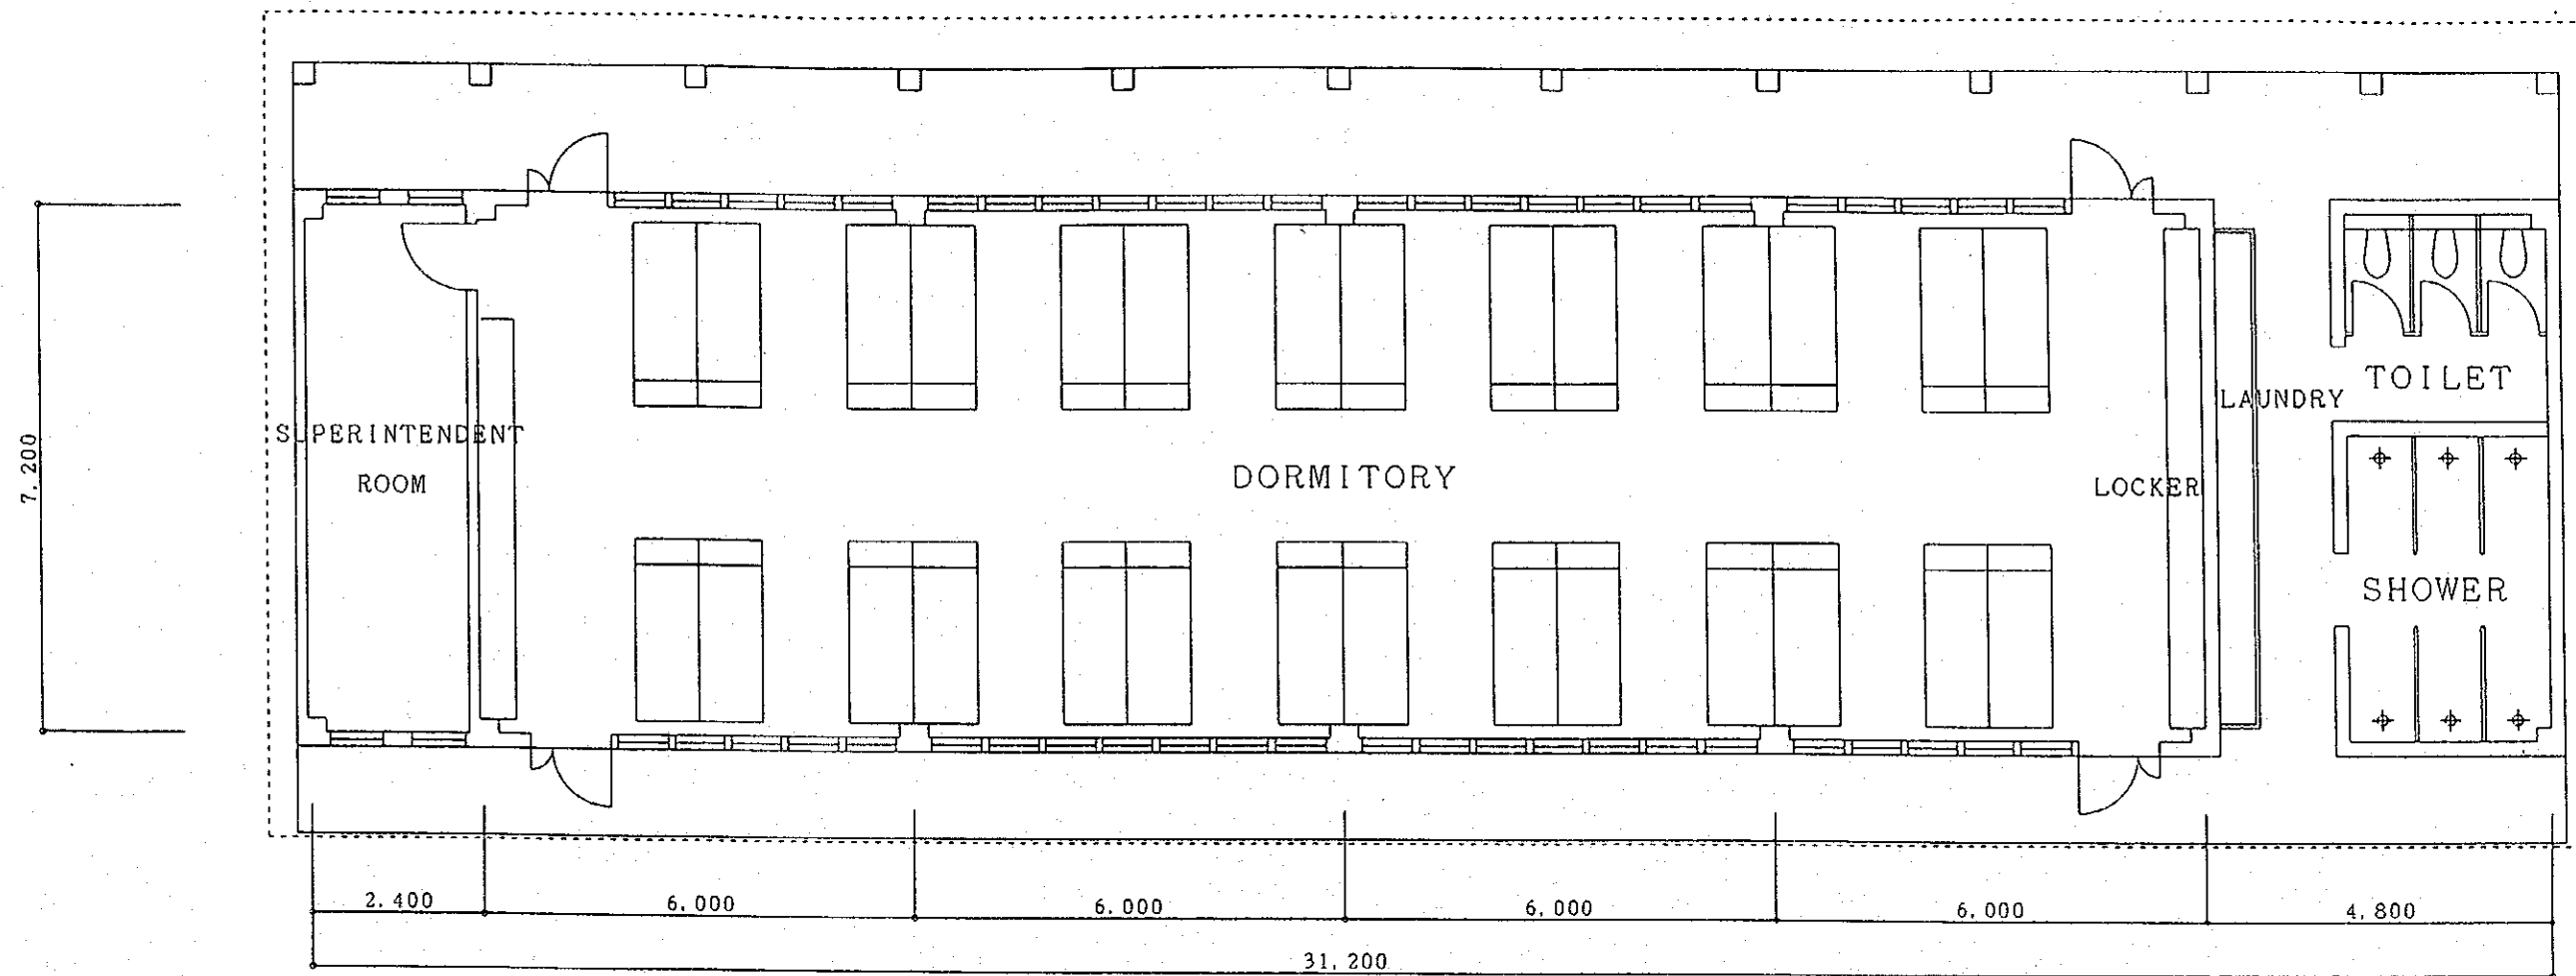 TOILET
LAUNDRY
SUPERINTENDENT
ROOM
DORMITORY
LOCKER
SHOWER
7,200
2,400
6,000
6,000
6,000
6,000
4,800
31,200